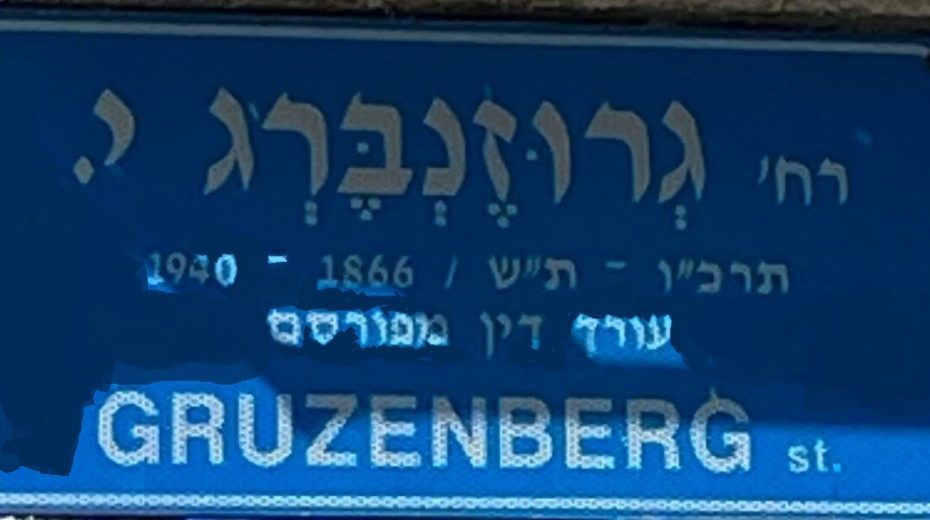 רח' גְרוּזֶנְבֶּרְג י.
תרכ"ו - ת"ש / 1866 - 1940
עורך דין מפורסם
GRUZENBERG st.